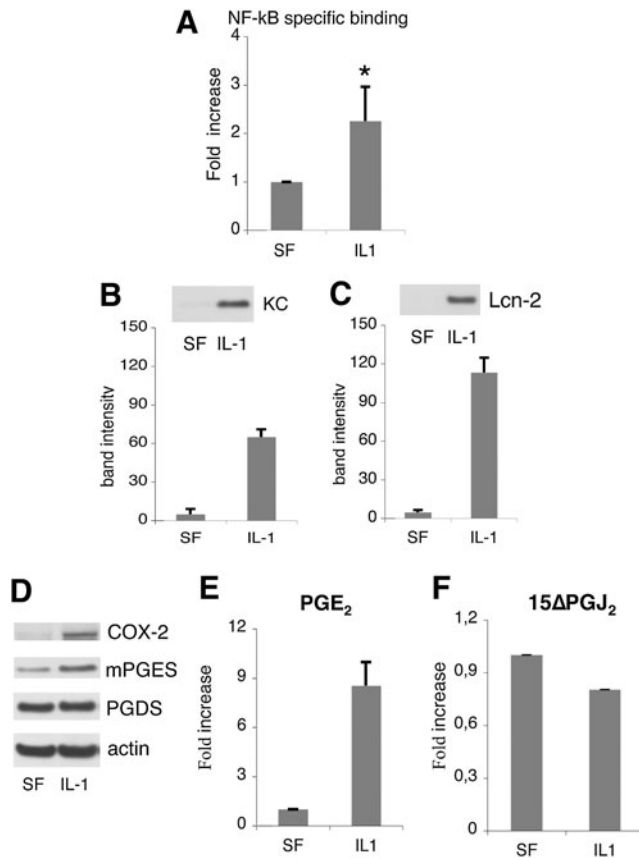 A
NF-kB specific binding
4
3
2
1
0
Fold increase
*
SF IL1
B
KC
SF IL-1
150
120
90
60
30
0
band intensity
SF IL-1
C
Lcn-2
SF IL-1
150
120
90
60
30
0
band intensity
SF IL-1
D
COX-2
mPGES
PGDS
actin
SF IL-1
E
PGE2
12
9
6
3
0
Fold increase
SF IL1
F
15ΔPGJ2
1,2
0,9
0,6
0,3
0
Fold increase
SF IL1